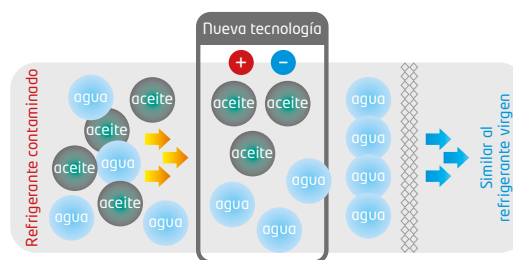 Nueva tecnología
+
−
Refrigerante contaminado
agua
aceite
aceite
agua
aceite
aceite
agua
agua
aceite
aceite
aceite
agua
agua
agua
agua
agua
agua
agua
Similar al
refrigerante virgen